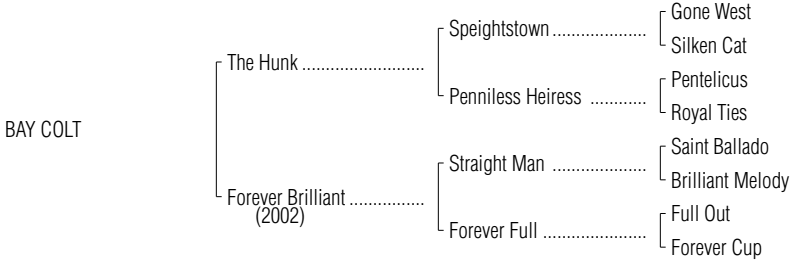 Gone West
Speightstown ....................
Silken Cat
The Hunk ..........................
Pentelicus
Penniless Heiress ............
Royal Ties
BAY COLT
Saint Ballado
Straight Man ....................
Brilliant Melody
Forever Brilliant ................
(2002)
Full Out
Forever Full ......................
Forever Cup